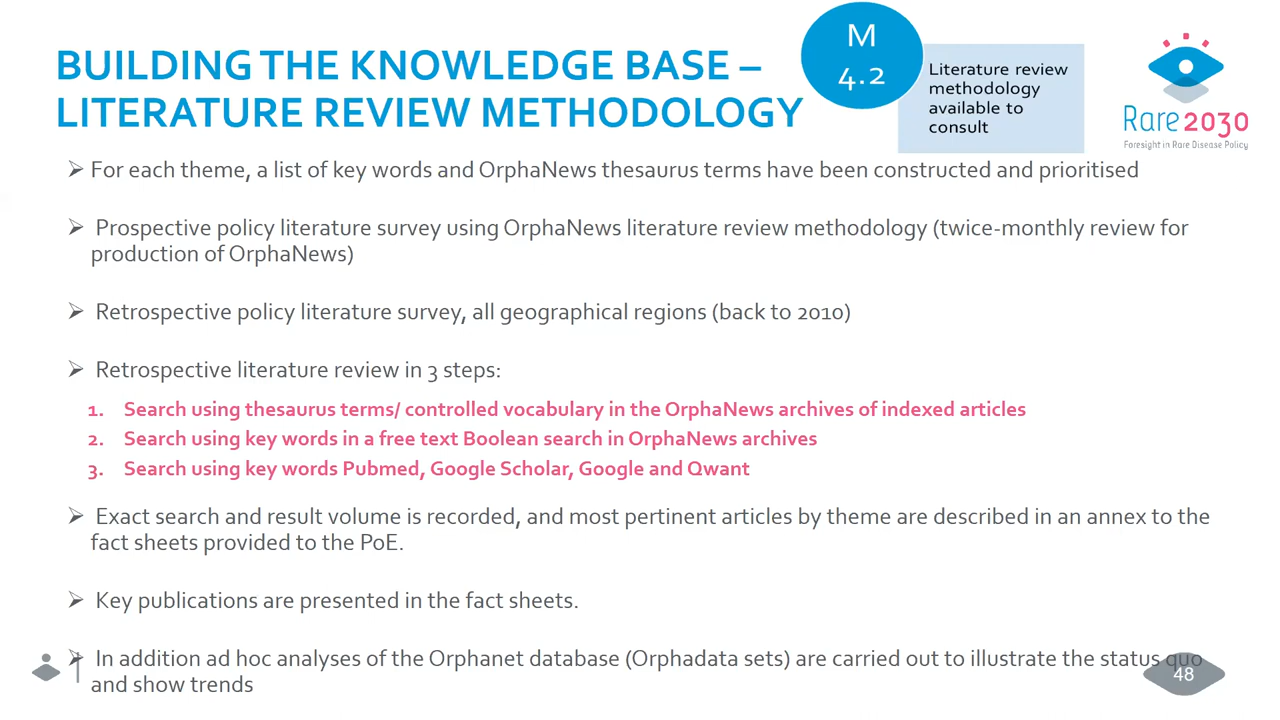 BUILDING THE KNOWLEDGE BASE –
LITERATURE REVIEW METHODOLOGY
M
4.2
Literature review
methodology
available to
consult
Rare2030
Foresight in Rare Disease Policy
For each theme, a list of key words and OrphaNews thesaurus terms have been constructed and prioritised
Prospective policy literature survey using OrphaNews literature review methodology (twice-monthly review for
production of OrphaNews)
Retrospective policy literature survey, all geographical regions (back to 2010)
Retrospective literature review in 3 steps:
1. Search using thesaurus terms/ controlled vocabulary in the OrphaNews archives of indexed articles
2. Search using key words in a free text Boolean search in OrphaNews archives
3. Search using key words Pubmed, Google Scholar, Google and Qwant
Exact search and result volume is recorded, and most pertinent articles by theme are described in an annex to the
fact sheets provided to the PoE.
Key publications are presented in the fact sheets.
In addition ad hoc analyses of the Orphanet database (Orphadata sets) are carried out to illustrate the status quo
and show trends
48